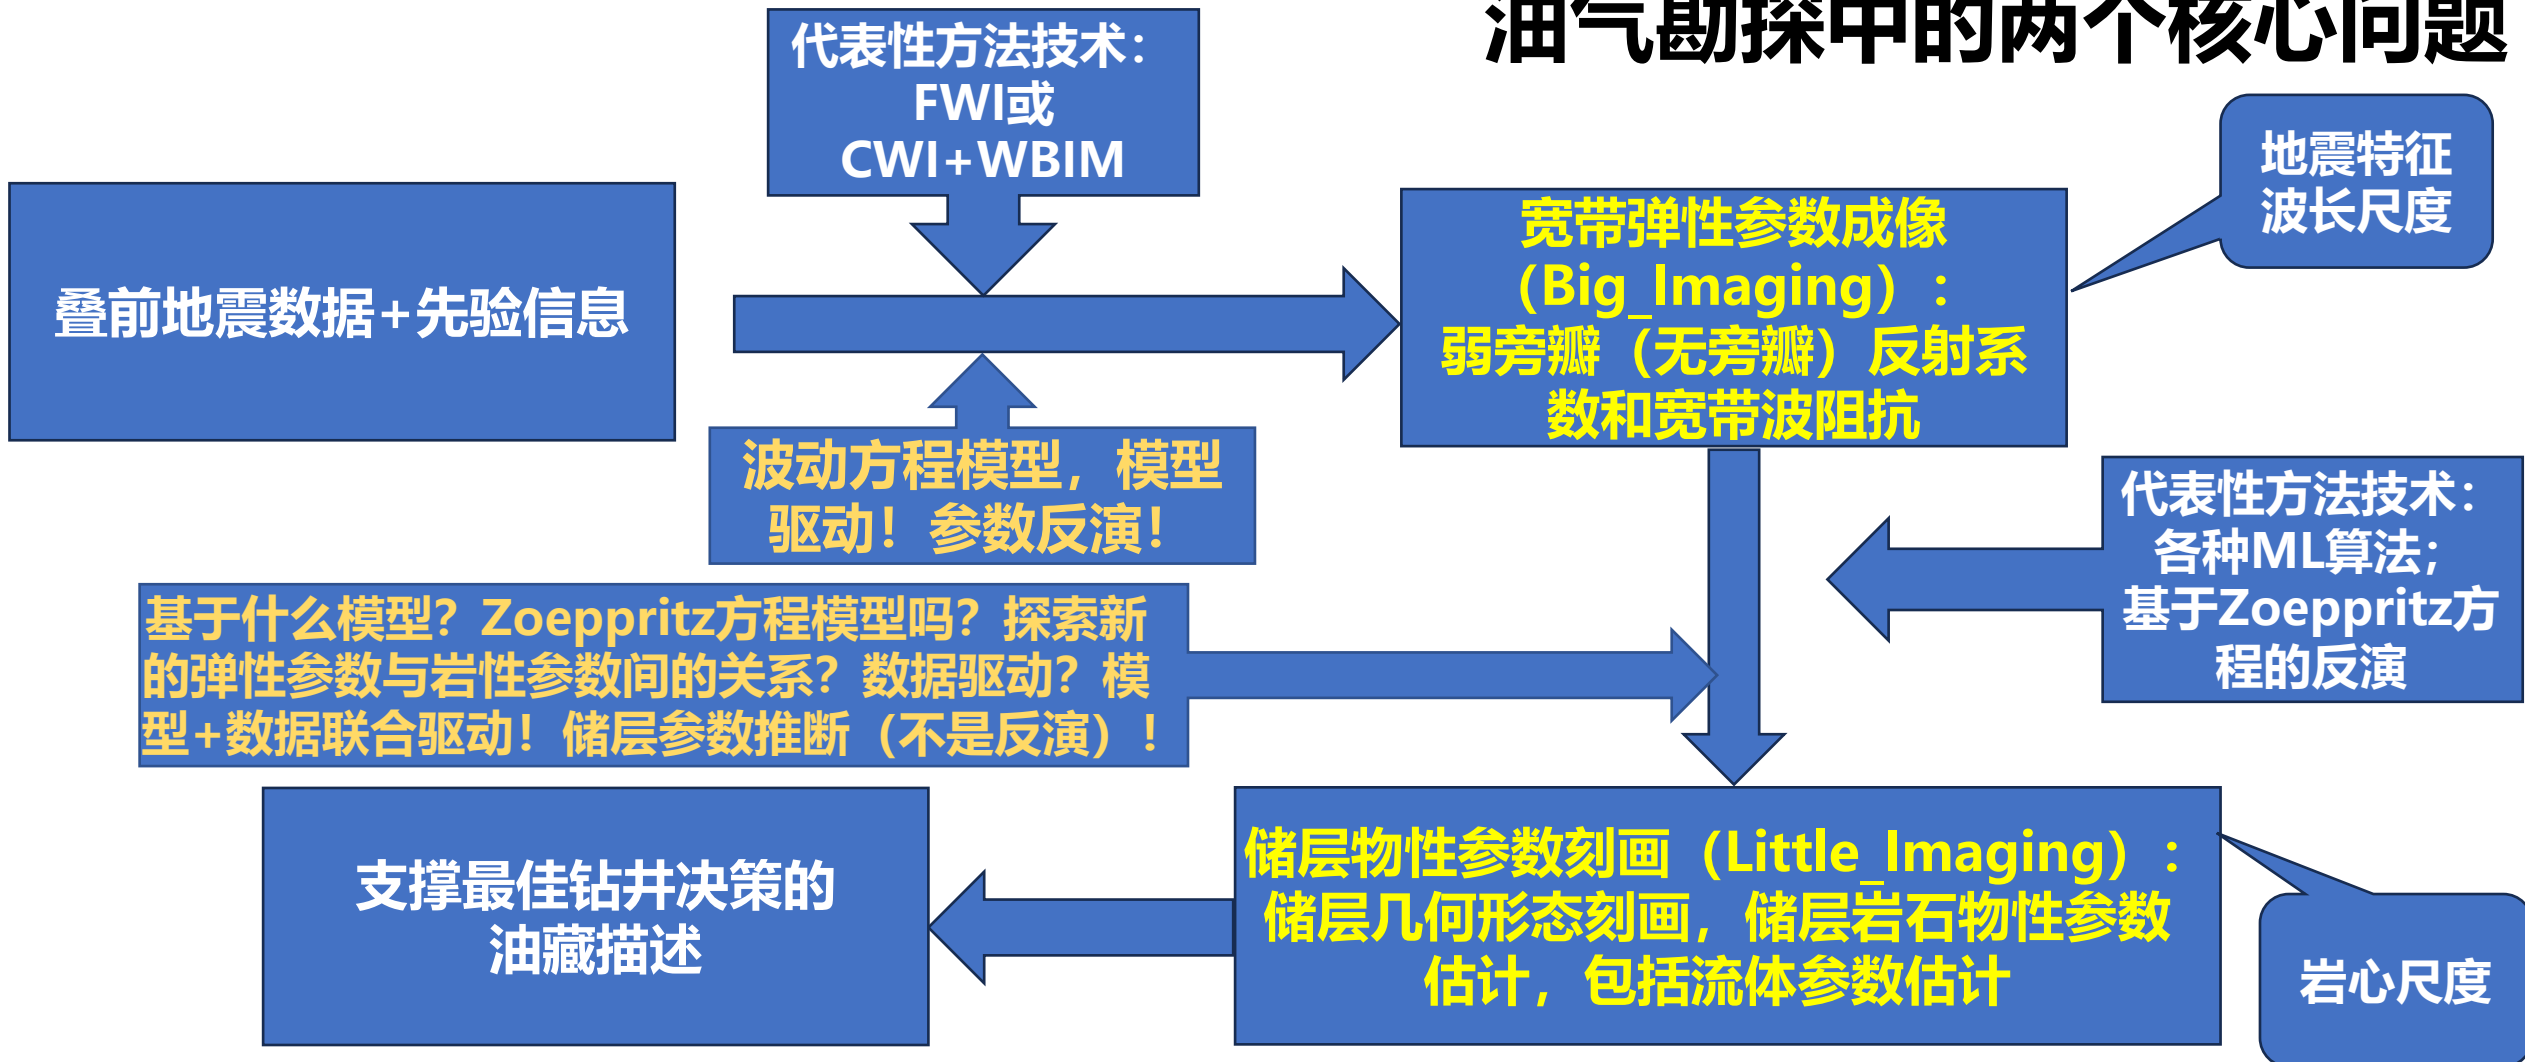 油气勘探中的两个核心问题
代表性方法技术：
FWI或
CWI+WBIM
地震特征
波长尺度
叠前地震数据+先验信息
宽带弹性参数成像
（Big_Imaging）：
弱旁瓣（无旁瓣）反射系
数和宽带波阻抗
波动方程模型，模型
驱动！参数反演！
代表性方法技术：
各种ML算法；
基于Zoeppritz方
程的反演
基于什么模型？Zoeppritz方程模型吗？探索新
的弹性参数与岩性参数间的关系？数据驱动？模
型+数据联合驱动！储层参数推断（不是反演）！
支撑最佳钻井决策的
油藏描述
储层物性参数刻画（Little_Imaging）：
储层几何形态刻画，储层岩石物性参数
估计，包括流体参数估计
岩心尺度